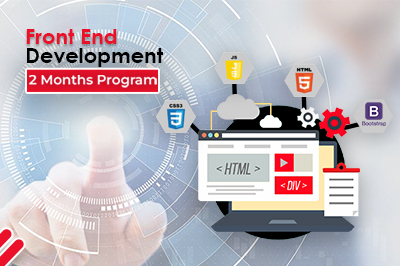 Front End
Development
2 Months Program
JS
HTML
5
CSS3
3
B
Bootstrap
< HTML >
< DIV >